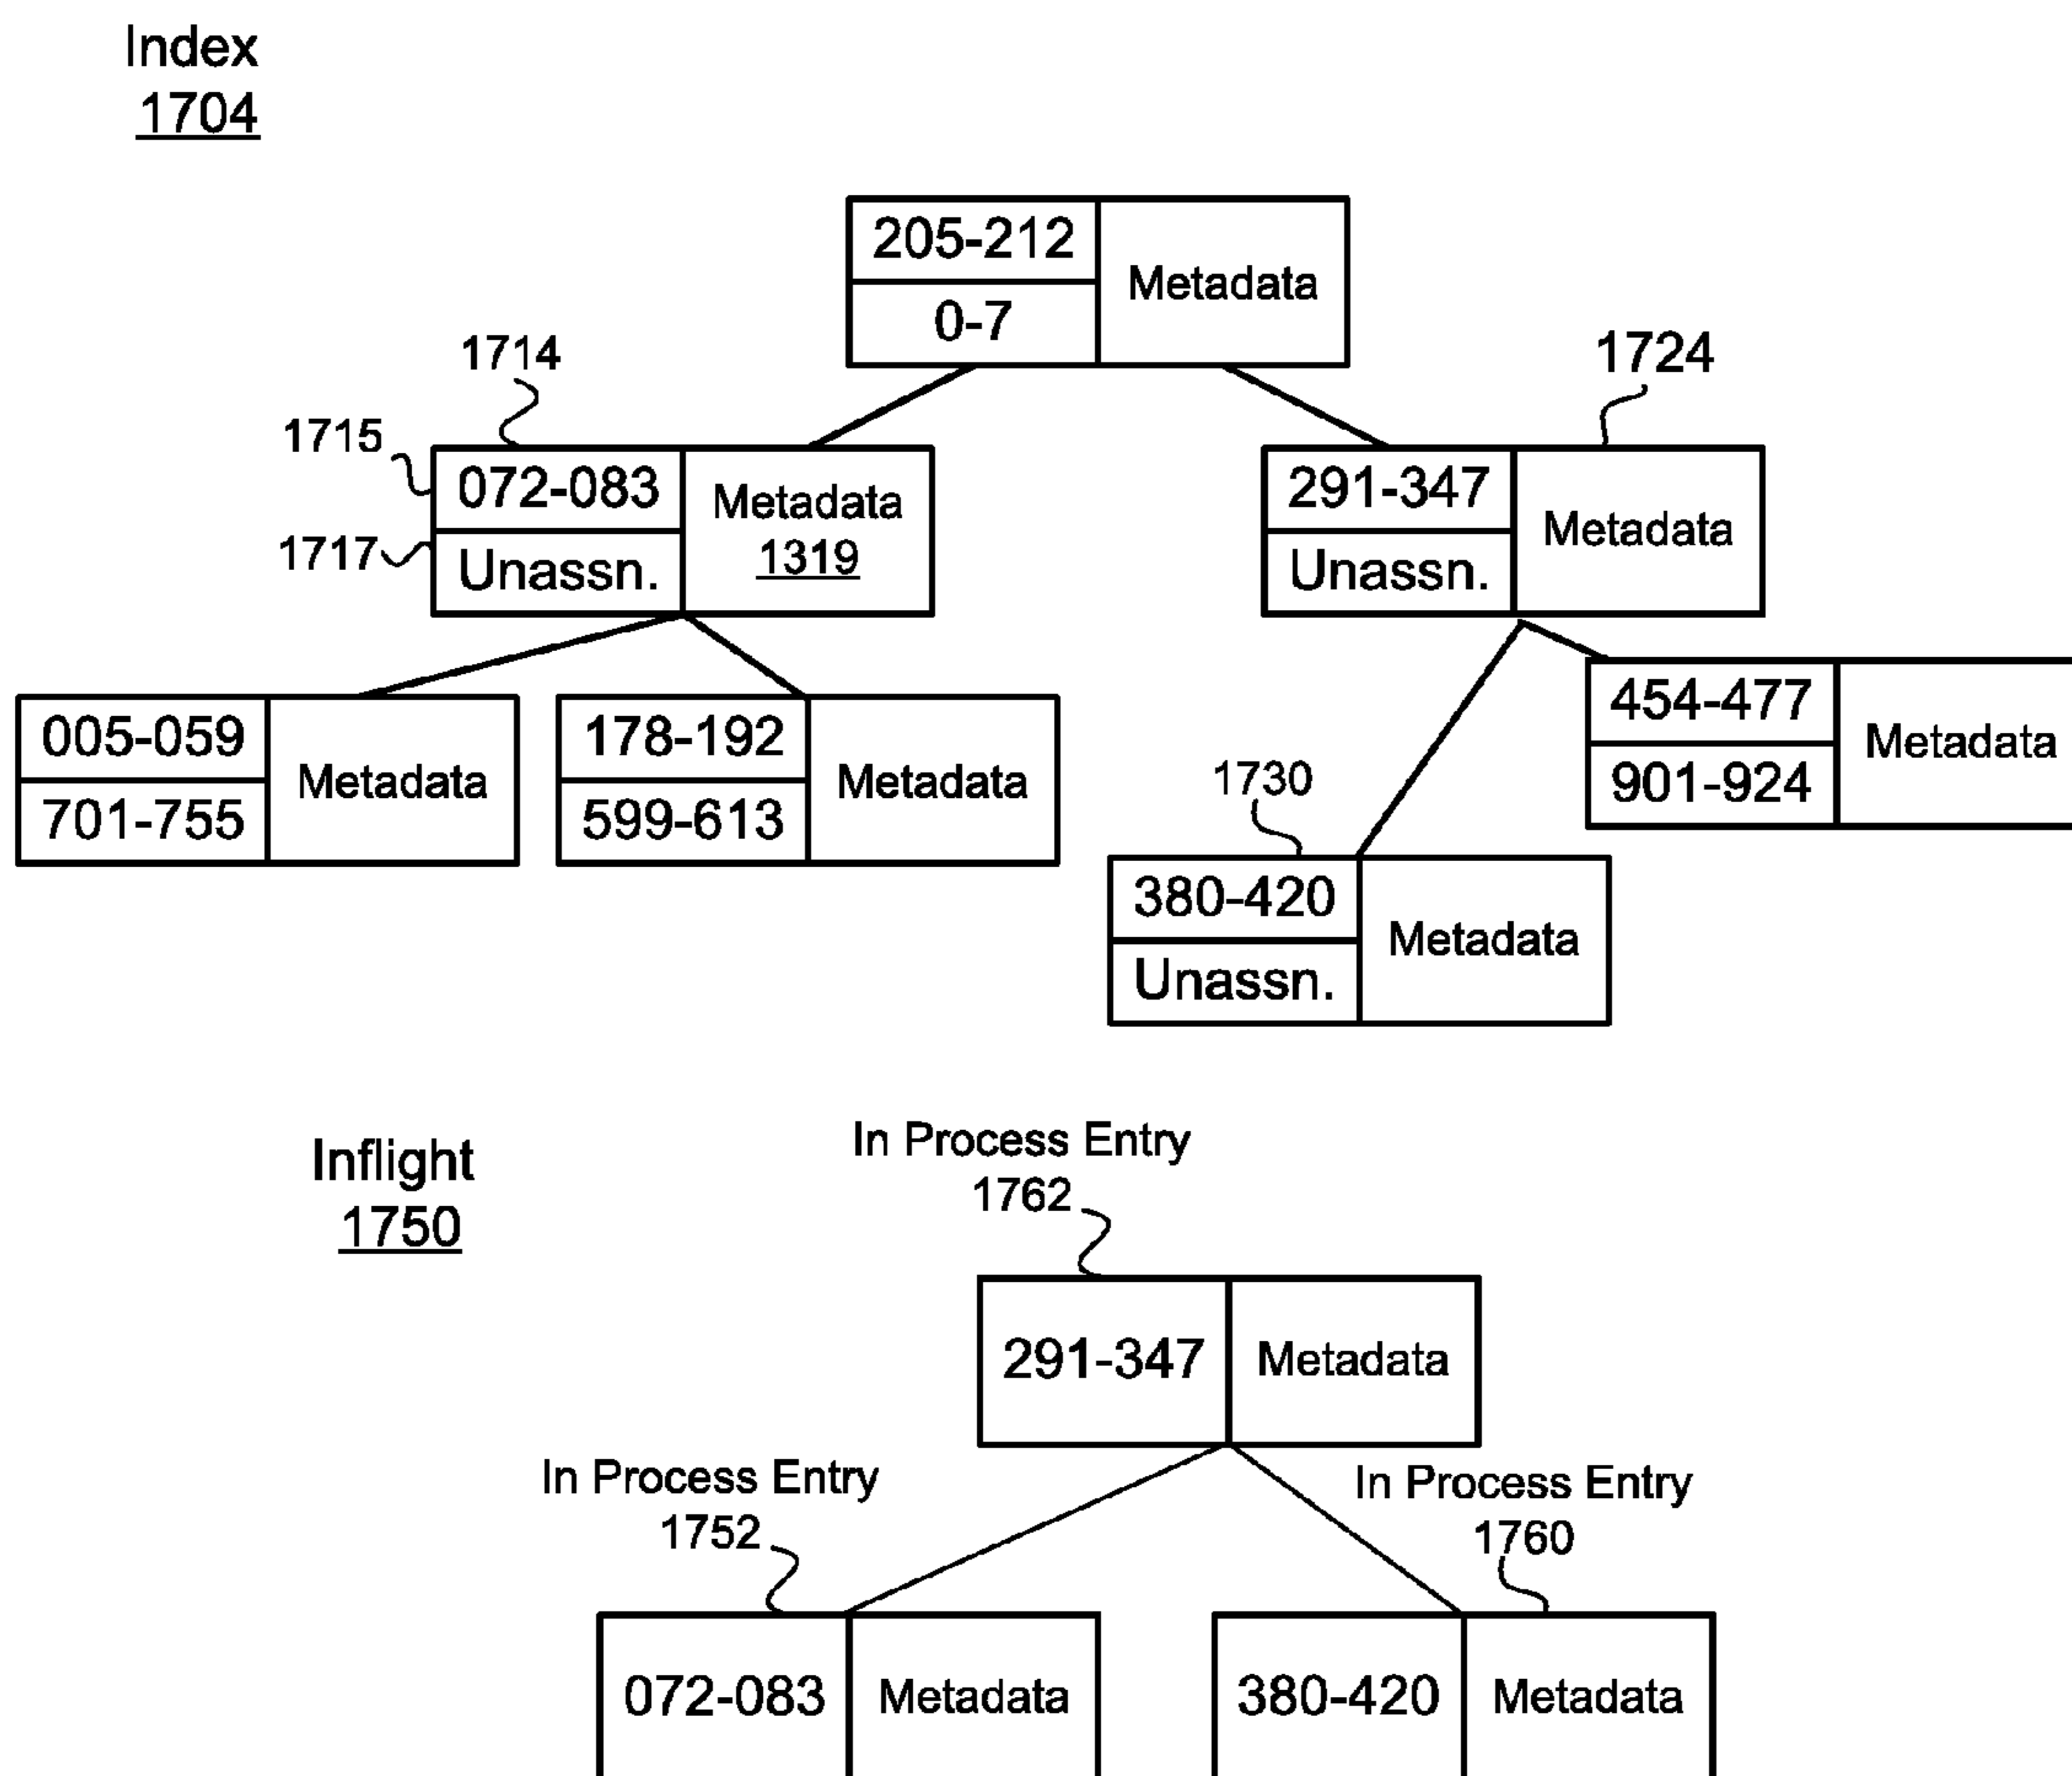 Index
1704
205-212
Metadata
0-7
1714
1724
1715
072-083
Metadata
1319
1717
Unassn.
291-347
Metadata
Unassn.
005-059
Metadata
701-755
178-192
Metadata
599-613
454-477
Metadata
901-924
1730
380-420
Metadata
Unassn.
Inflight
1750
In Process Entry
1762
291-347
Metadata
In Process Entry
1752
In Process Entry
1760
072-083
Metadata
380-420
Metadata